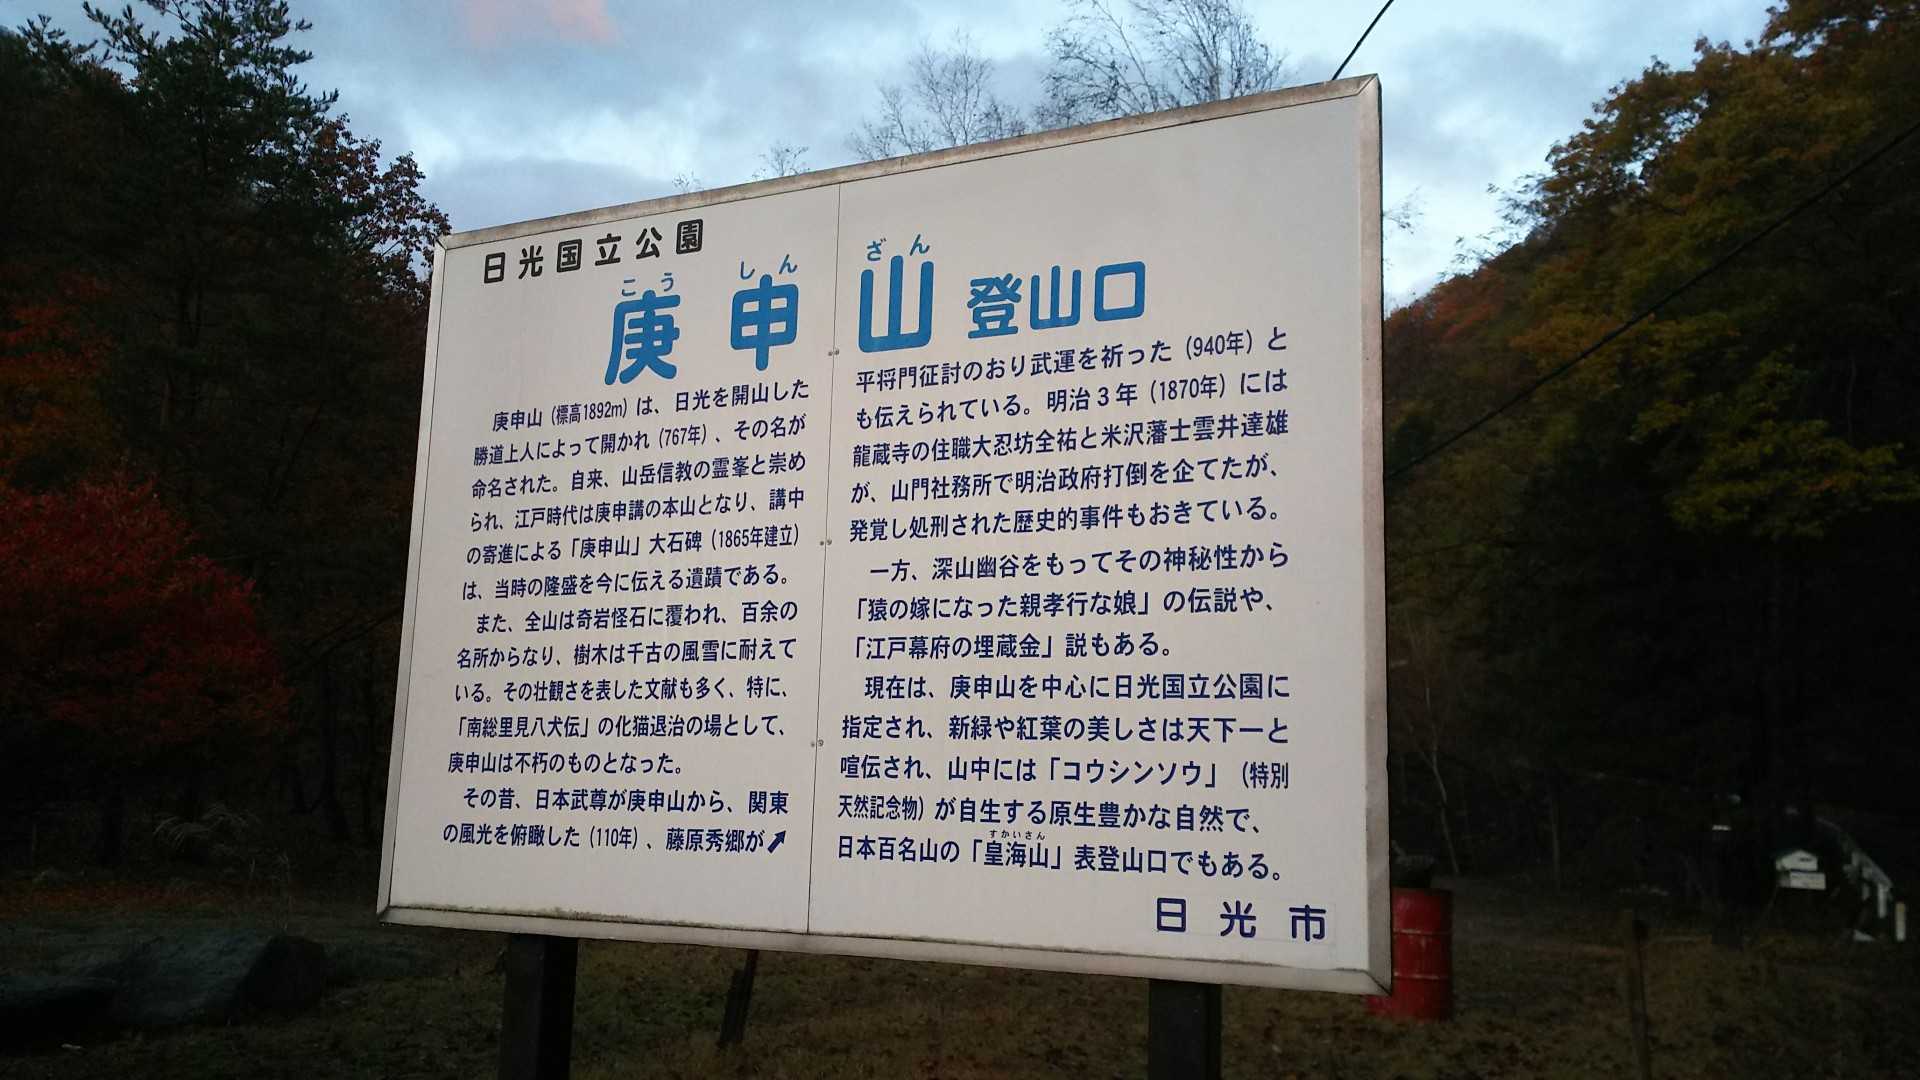 日光国立公園
こう しん ざん
庚申山 登山口
庚申山（標高1892m）は、日光を開山した
勝道上人によって開かれ（767年）、その名が
命名された。自来、山岳信教の霊峯と崇め
られ、江戸時代は庚申講の本山となり、講中
の寄進による「庚申山」大石碑（1865年建立）
は、当時の隆盛を今に伝える遺蹟である。
また、全山は奇岩怪石に覆われ、百余の
名所からなり、樹木は千古の風雪に耐えて
いる。その壮観さを表した文献も多く、特に、
「南総里見八犬伝」の化猫退治の場として、
庚申山は不朽のものとなった。
その昔、日本武尊が庚申山から、関東
の風光を俯瞰した（110年）、藤原秀郷が↗
平将門征討のおり武運を祈った（940年）と
も伝えられている。明治３年（1870年）には
龍蔵寺の住職大忍坊全祐と米沢藩士雲井達雄
が、山門社務所で明治政府打倒を企てたが、
発覚し処刑された歴史的事件もおきている。
一方、深山幽谷をもってその神秘性から
「猿の嫁になった親孝行な娘」の伝説や、
「江戸幕府の埋蔵金」説もある。
現在は、庚申山を中心に日光国立公園に
指定され、新緑や紅葉の美しさは天下一と
喧伝され、山中には「コウシンソウ」（特別
天然記念物）が自生する原生豊かな自然で、
すかいさん
日本百名山の「皇海山」表登山口でもある。
日光市